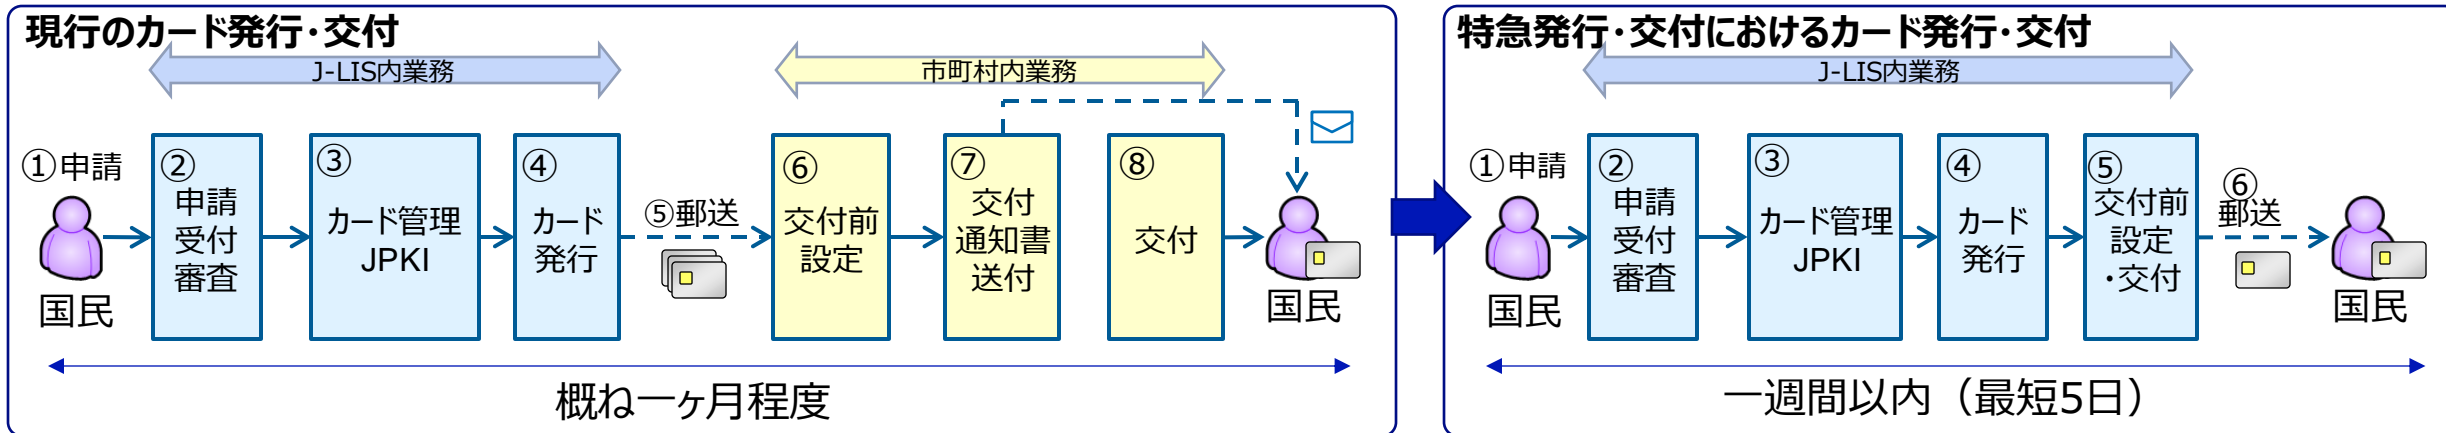 現行のカード発行・交付
J-LIS内業務
市町村内業務
①申請
国民
②
申請
受付
審査
③
カード管理
JPKI
④
カード
発行
⑤郵送
⑥
交付前
設定
⑦
交付
通知書
送付
⑧
交付
国民
概ね一ヶ月程度
特急発行・交付におけるカード発行・交付
J-LIS内業務
①申請
国民
②
申請
受付
審査
③
カード管理
JPKI
④
カード
発行
⑤
交付前
設定
・交付
⑥
郵送
国民
一週間以内（最短5日）